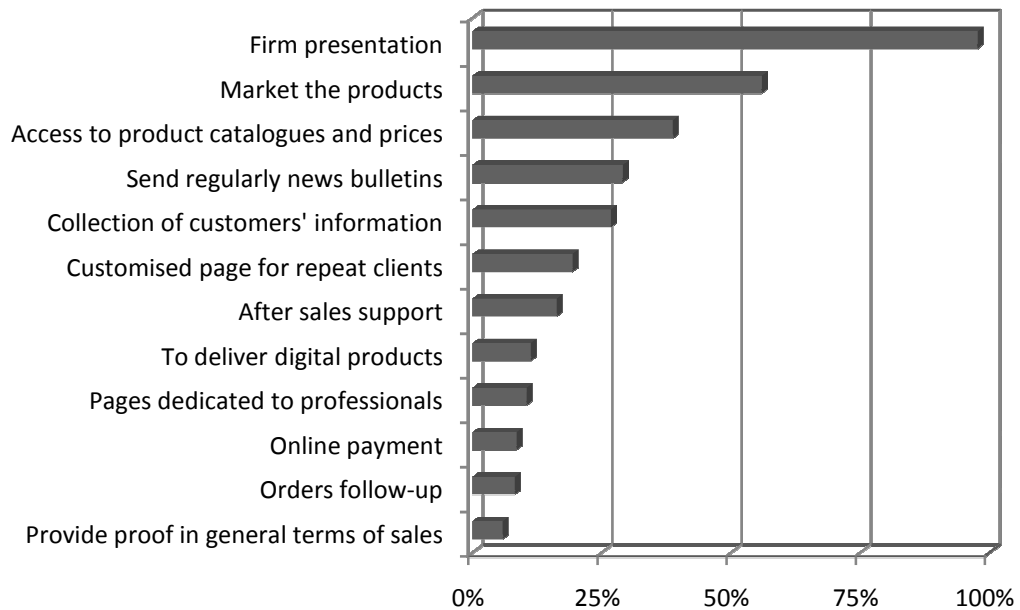 Firm presentation
Market the products
Access to product catalogues and prices
Send regularly news bulletins
Collection of customers' information
Customised page for repeat clients
After sales support
To deliver digital products
Pages dedicated to professionals
Online payment
Orders follow-up
Provide proof in general terms of sales
0% 25% 50% 75% 100%